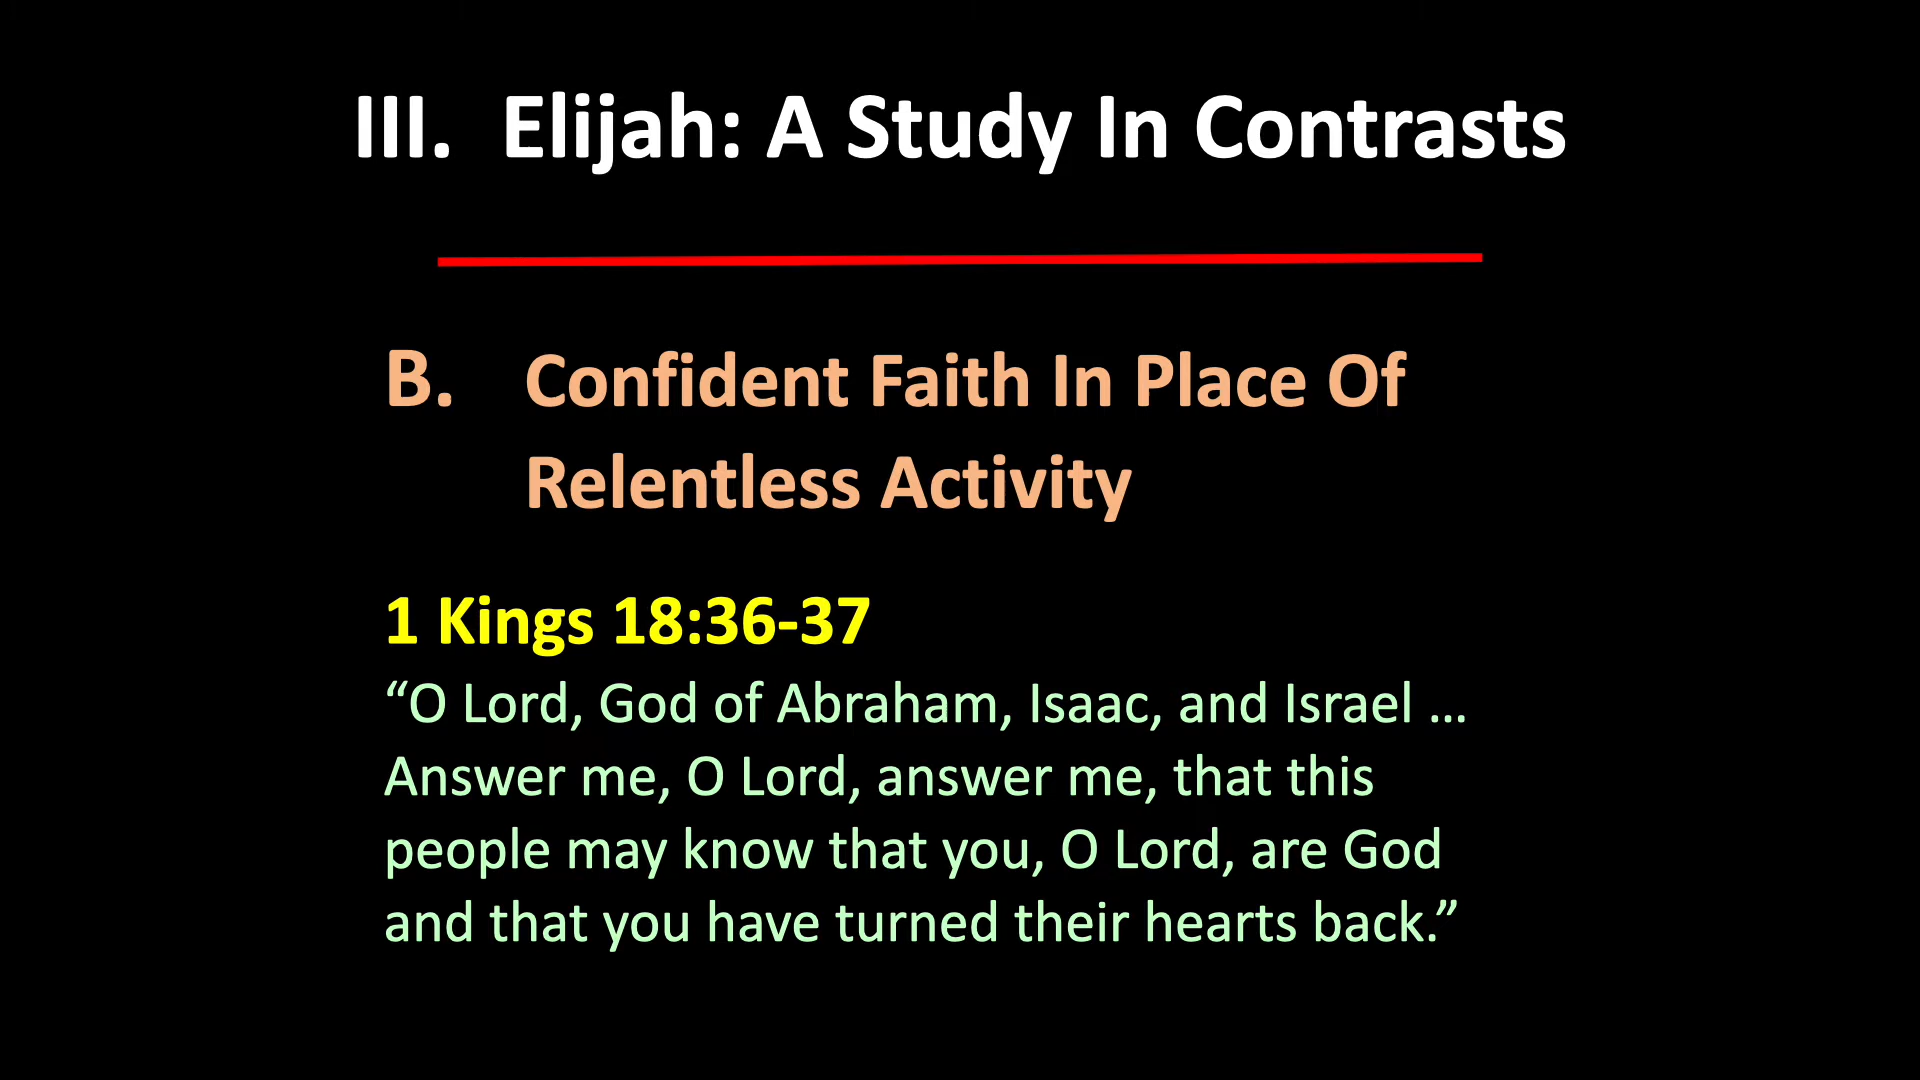 III. Elijah: A Study In Contrasts
B. Confident Faith In Place Of
Relentless Activity
1 Kings 18:36-37
“O Lord, God of Abraham, Isaac, and Israel …
Answer me, O Lord, answer me, that this
people may know that you, O Lord, are God
and that you have turned their hearts back.”